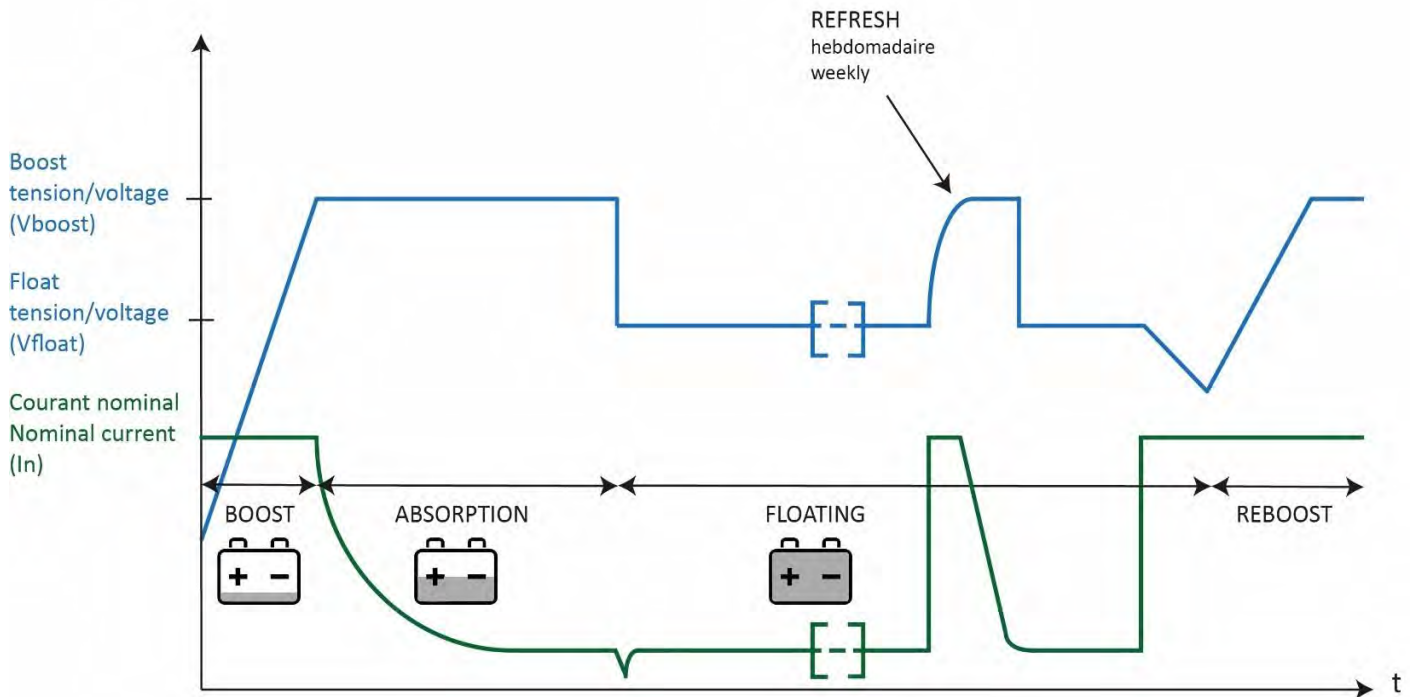 REFRESH
hebdomadaire
weekly
Boost
tension/voltage
(Vboost)
Float
tension/voltage
(Vfloat)
Courant nominal
Nominal current
(In)
BOOST
ABSORPTION
FLOATING
REBOOST
+ -
+ -
+ -
t